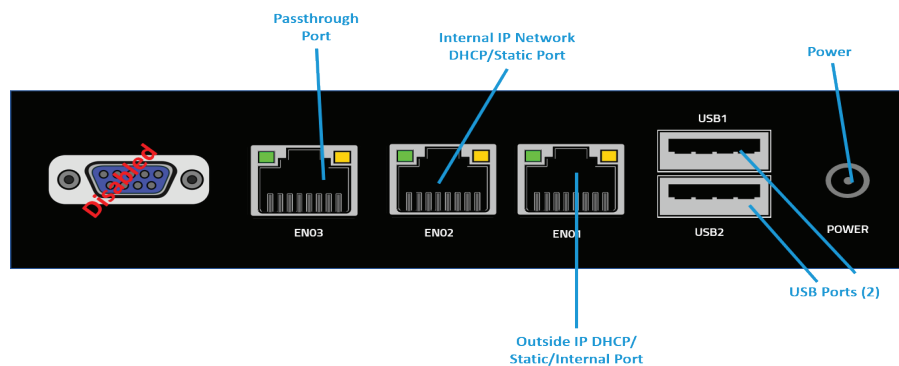 Passthrough
Port
Internal IP Network
DHCP/Static Port
Power
USB1
Disabled
EN03
EN02
EN01
USB2
POWER
USB Ports (2)
Outside IP DHCP/
Static/Internal Port